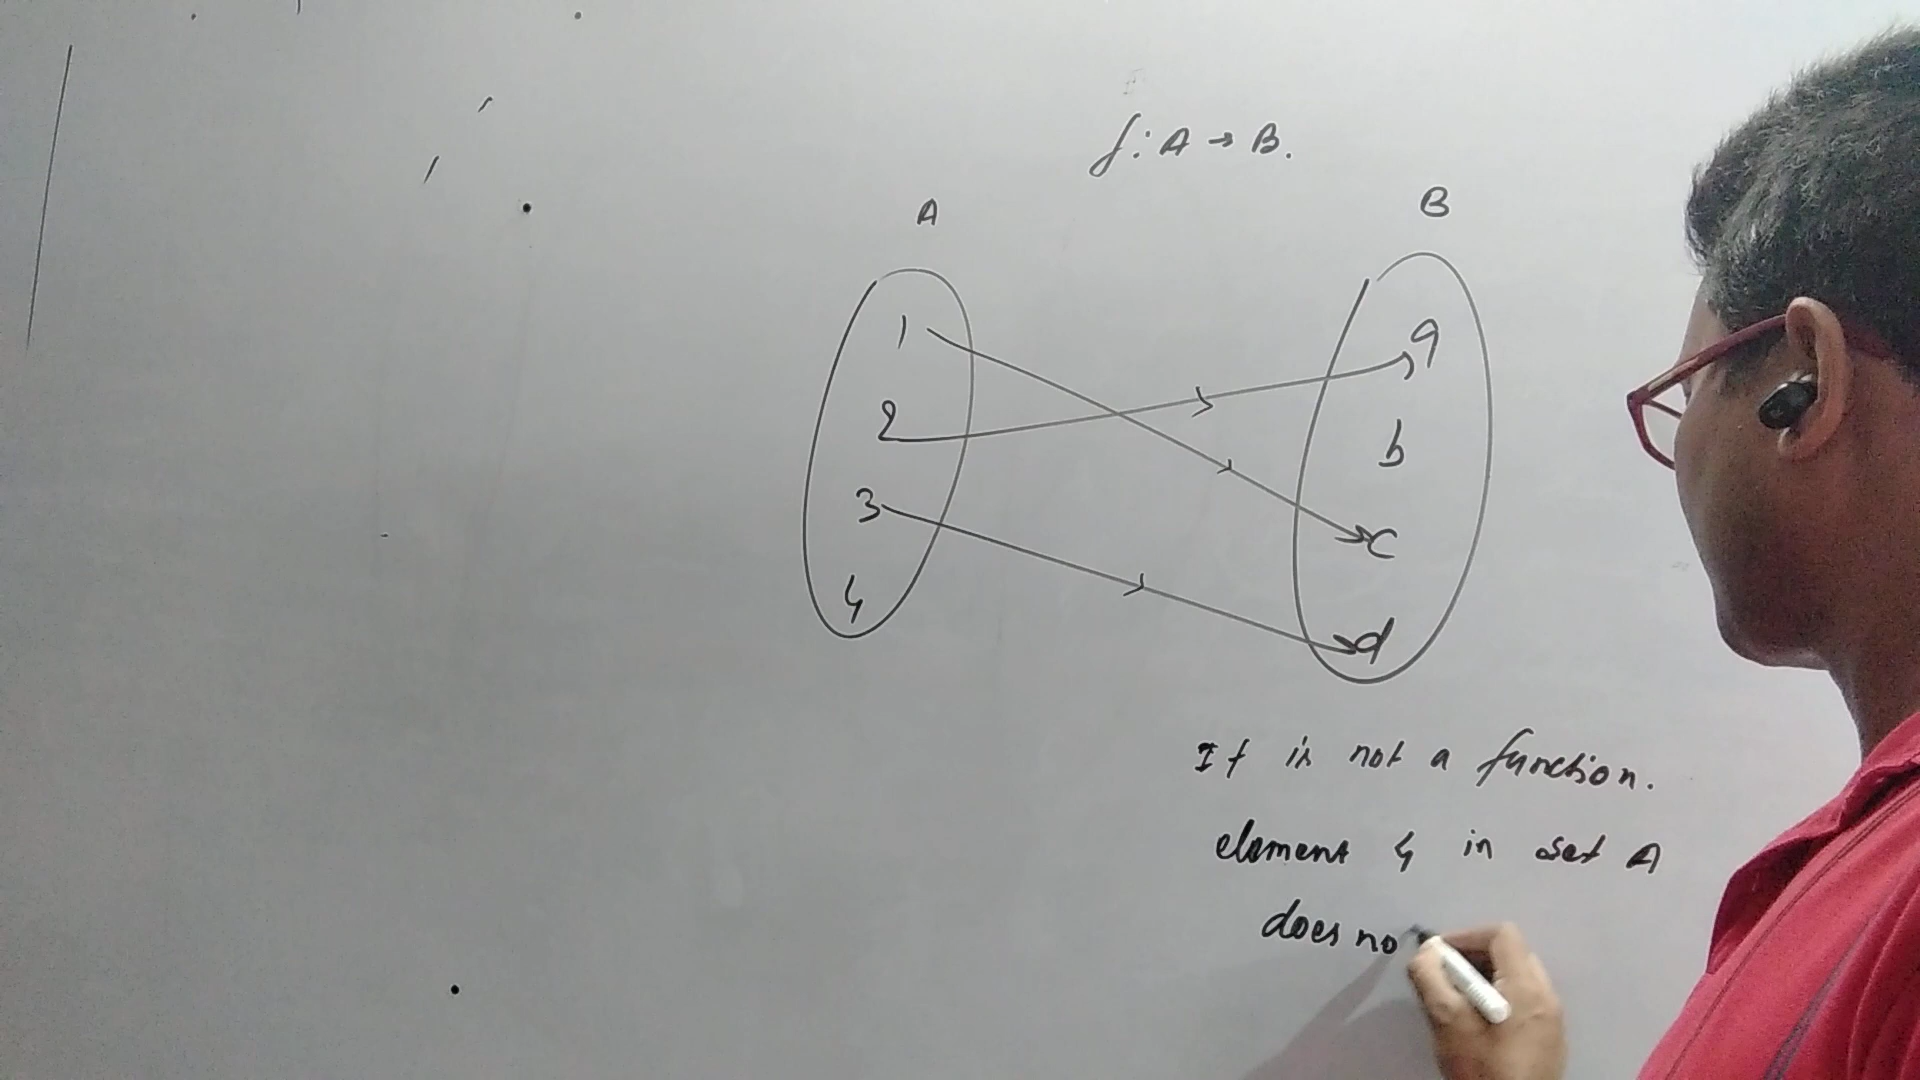 f: A → B.
A
B
1
2
3
4
a
b
c
d
It is not a function.
element 4 in set A
does no